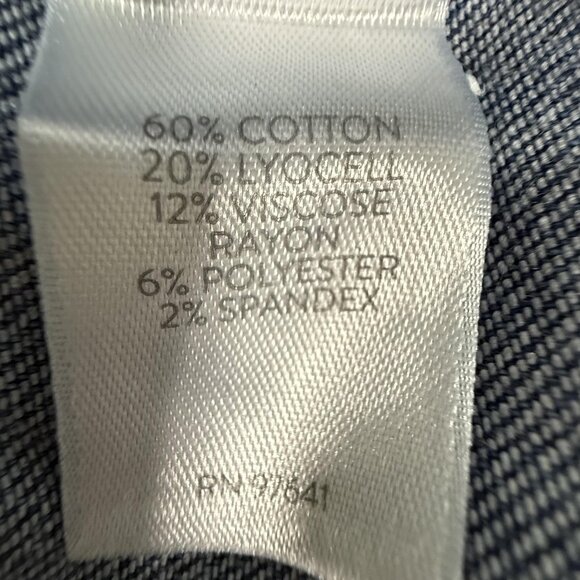 60% COTTON
20% LYOCELL
12% VISCOSE
RAYON
6% POLYESTER
2% SPANDEX
RN 97641